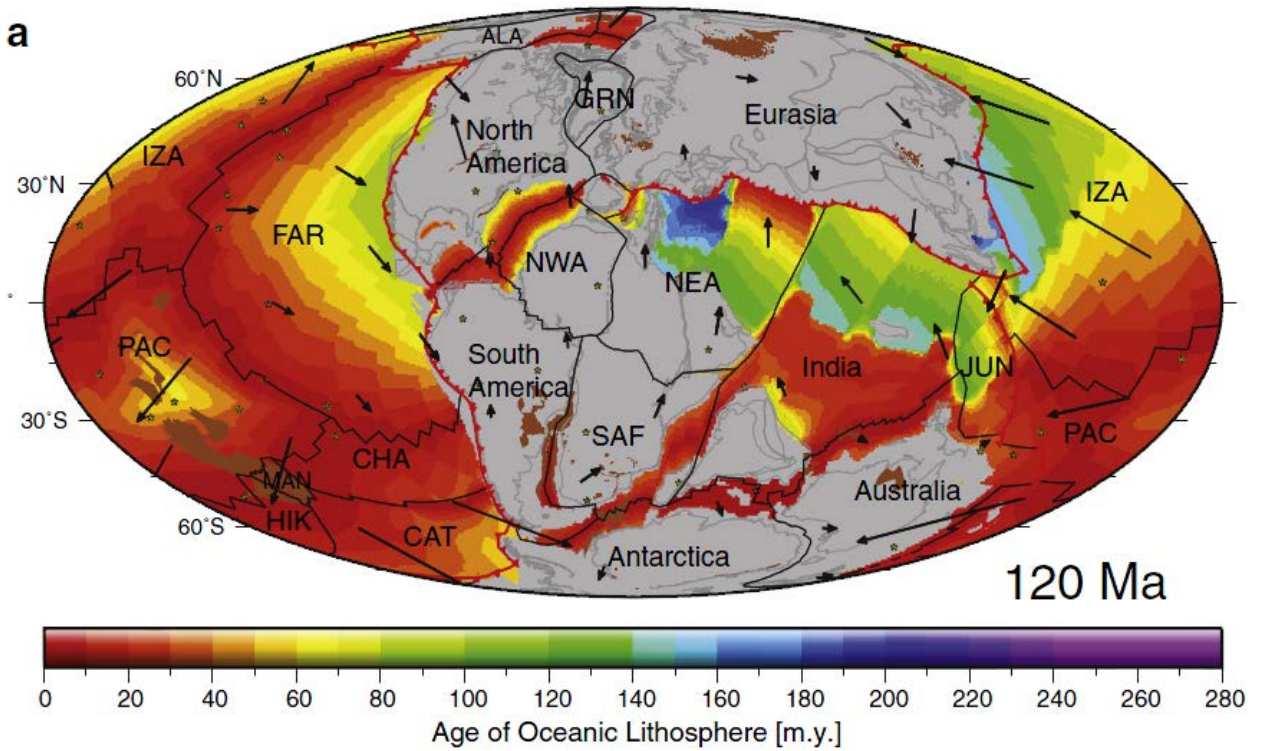 a
ALA
60°N
GRN
Eurasia
North
America
IZA
30°N
IZA
FAR
NWA
NEA
°
PAC
South
America
India
JUN
30°S
SAF
PAC
CHA
MAN
Australia
HIK
60°S
CAT
Antarctica
120 Ma
0 20 40 60 80 100 120 140 160 180 200 220 240 260 280
Age of Oceanic Lithosphere [m.y.]